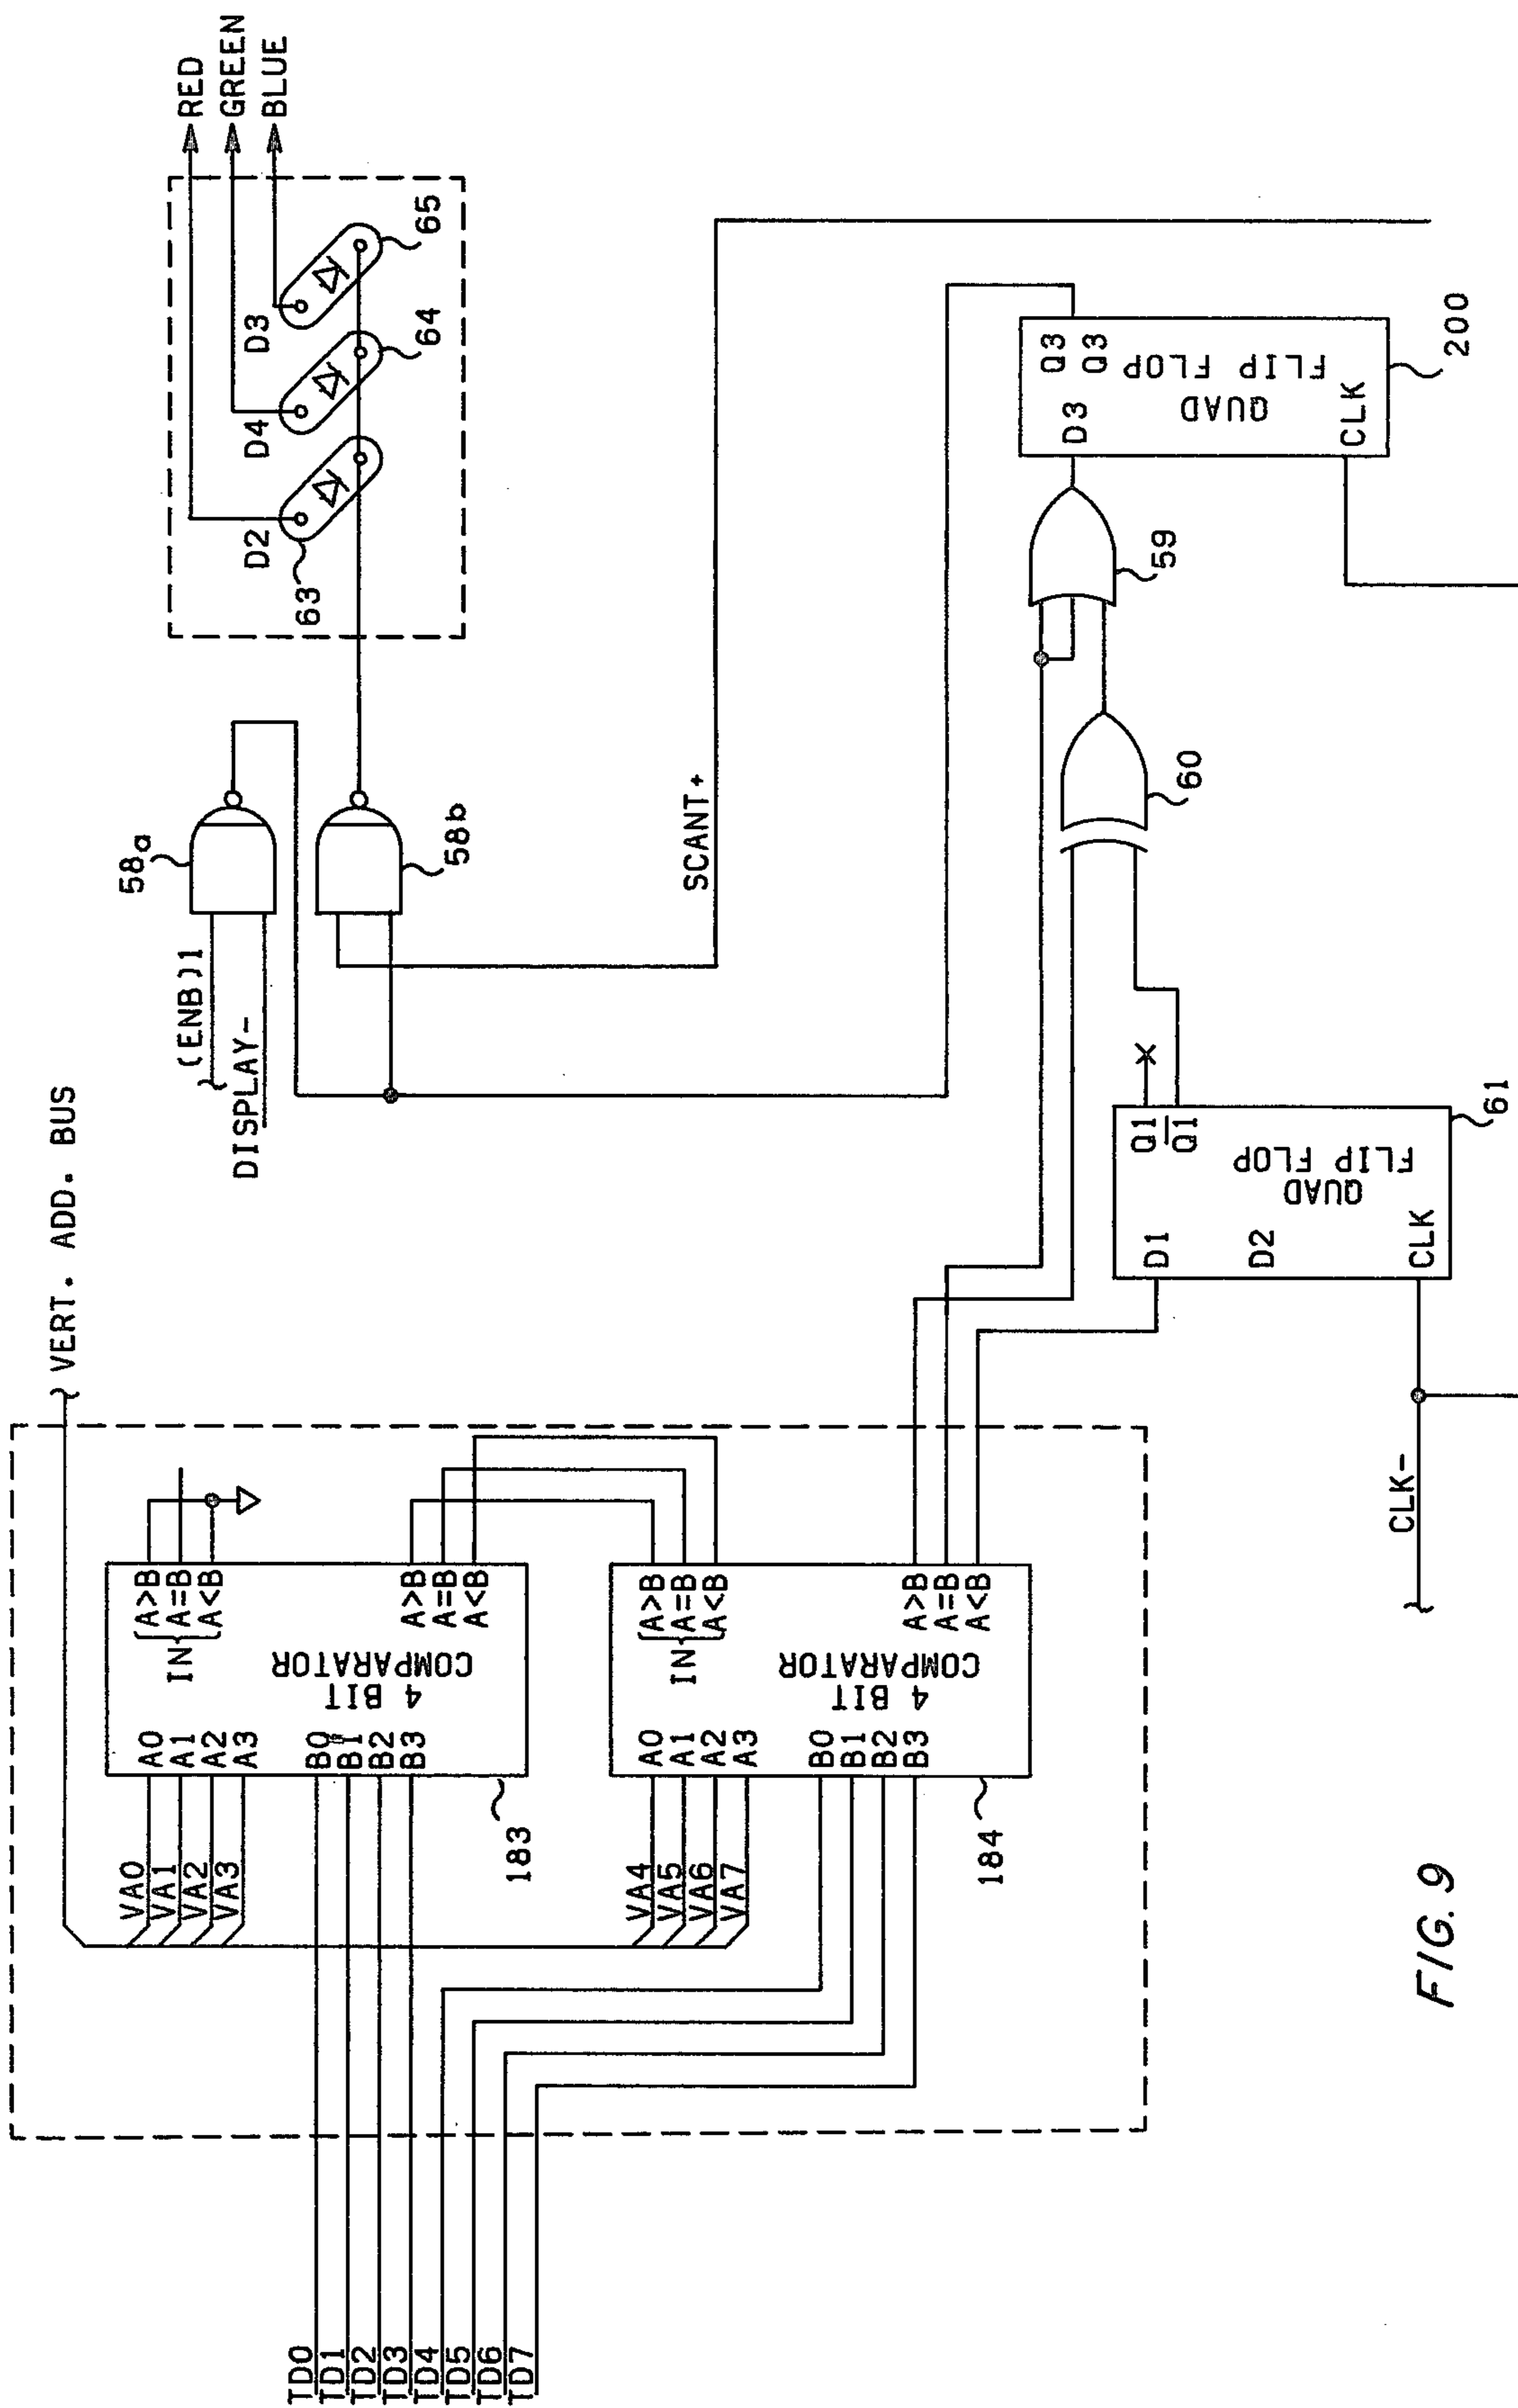 VERT. ADD. BUS
TD0
TD1
TD2
TD3
TD4
TD5
TD6
TD7
VA0
VA1
VA2
VA3
A0
A1
A2
A3
B0
B1
B2
B3
IN
A>B
A=B
A<B
4 BIT
COMPARATOR
A>B
A=B
A<B
183
VA4
VA5
VA6
VA7
A0
A1
A2
A3
B0
B1
B2
B3
IN
A>B
A=B
A<B
4 BIT
COMPARATOR
A>B
A=B
A<B
184
(ENB)1
DISPLAY-
58a
58b
D2
D4
D3
63
64
65
RED
GREEN
BLUE
SCANT+
D1
D2
CLK
Q1
Q1
QUAD
FLIP FLOP
61
60
59
D3
Q3
Q3
QUAD
FLIP FLOP
CLK
200
CLK-
FIG. 9